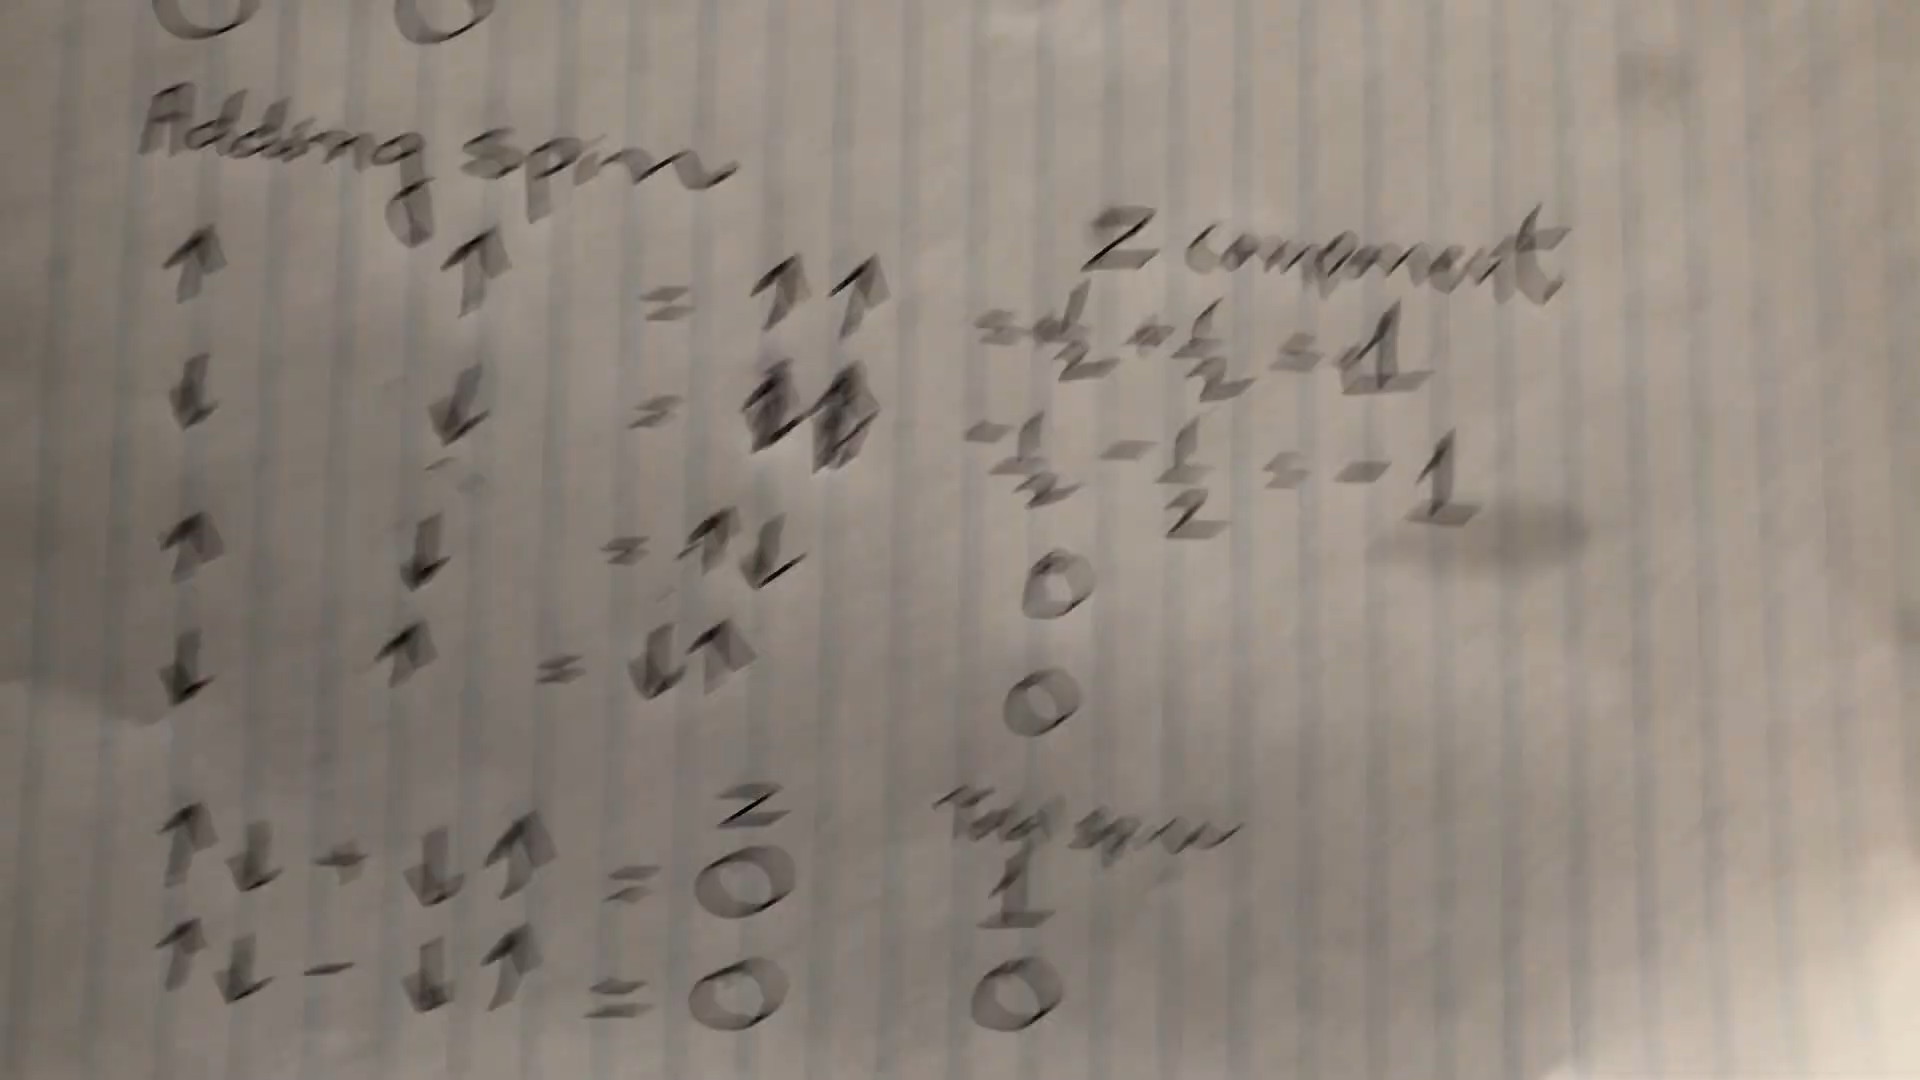 Adding spin
Z component
↑ ↑ = ↑↑ = 1/2 + 1/2 = 1
↓ ↓ = ↓↓ -1/2 - 1/2 = -1
↑ ↓ = ↑↓ 0
↓ ↑ = ↓↑ 0
Z Total spin
↑↓ + ↓↑ = 0 1
↑↓ - ↓↑ = 0 0